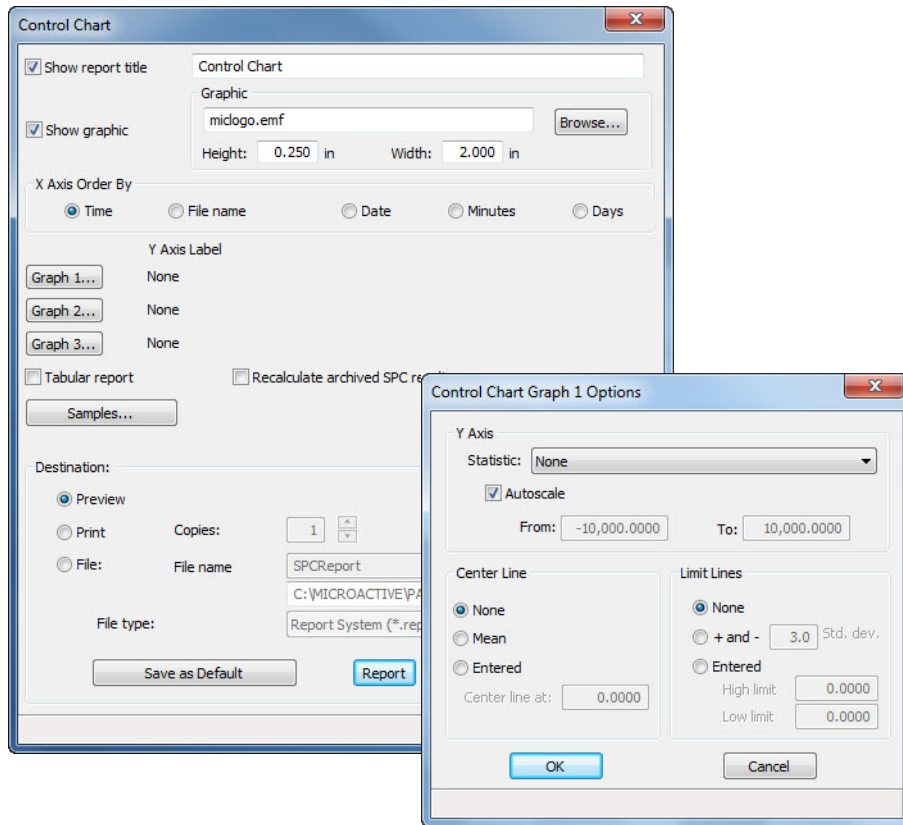 Control Chart
Show report title
Control Chart
Graphic
Show graphic
miclogo.emf
Browse...
Height: 0.250 in Width: 2.000 in
X Axis Order By
Time File name Date Minutes Days
Y Axis Label
Graph 1... None
Graph 2... None
Graph 3... None
Tabular report Recalculate archived SPC
Samples...
Destination:
Preview
Print Copies: 1
File: File name SPCReport
C:\MICROACTIVE\PA
File type: Report System (*.rep
Save as Default Report
Control Chart Graph 1 Options
Y Axis
Statistic: None
Autoscale
From: -10,000.0000 To: 10,000.0000
Center Line
None
Mean
Entered
Center line at: 0.0000
Limit Lines
None
+ and - 3.0 Std. dev.
Entered
High limit 0.0000
Low limit 0.0000
OK Cancel